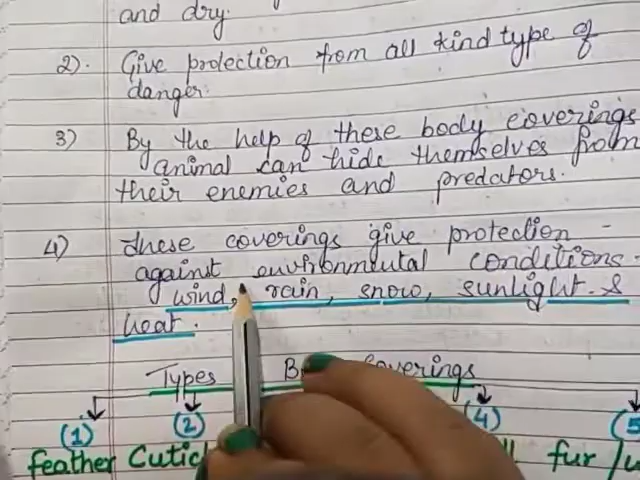 and dry.
2). Give protection from all kind type of
danger.
3) By the help of these body coverings
animal can hide themselves from
their enemies and predators.
4) These coverings give protection -
against environmental conditions.
wind, rain, snow, sunlight &
heat.
Types Coverings
(1) (2) (4) (5
feather fur /